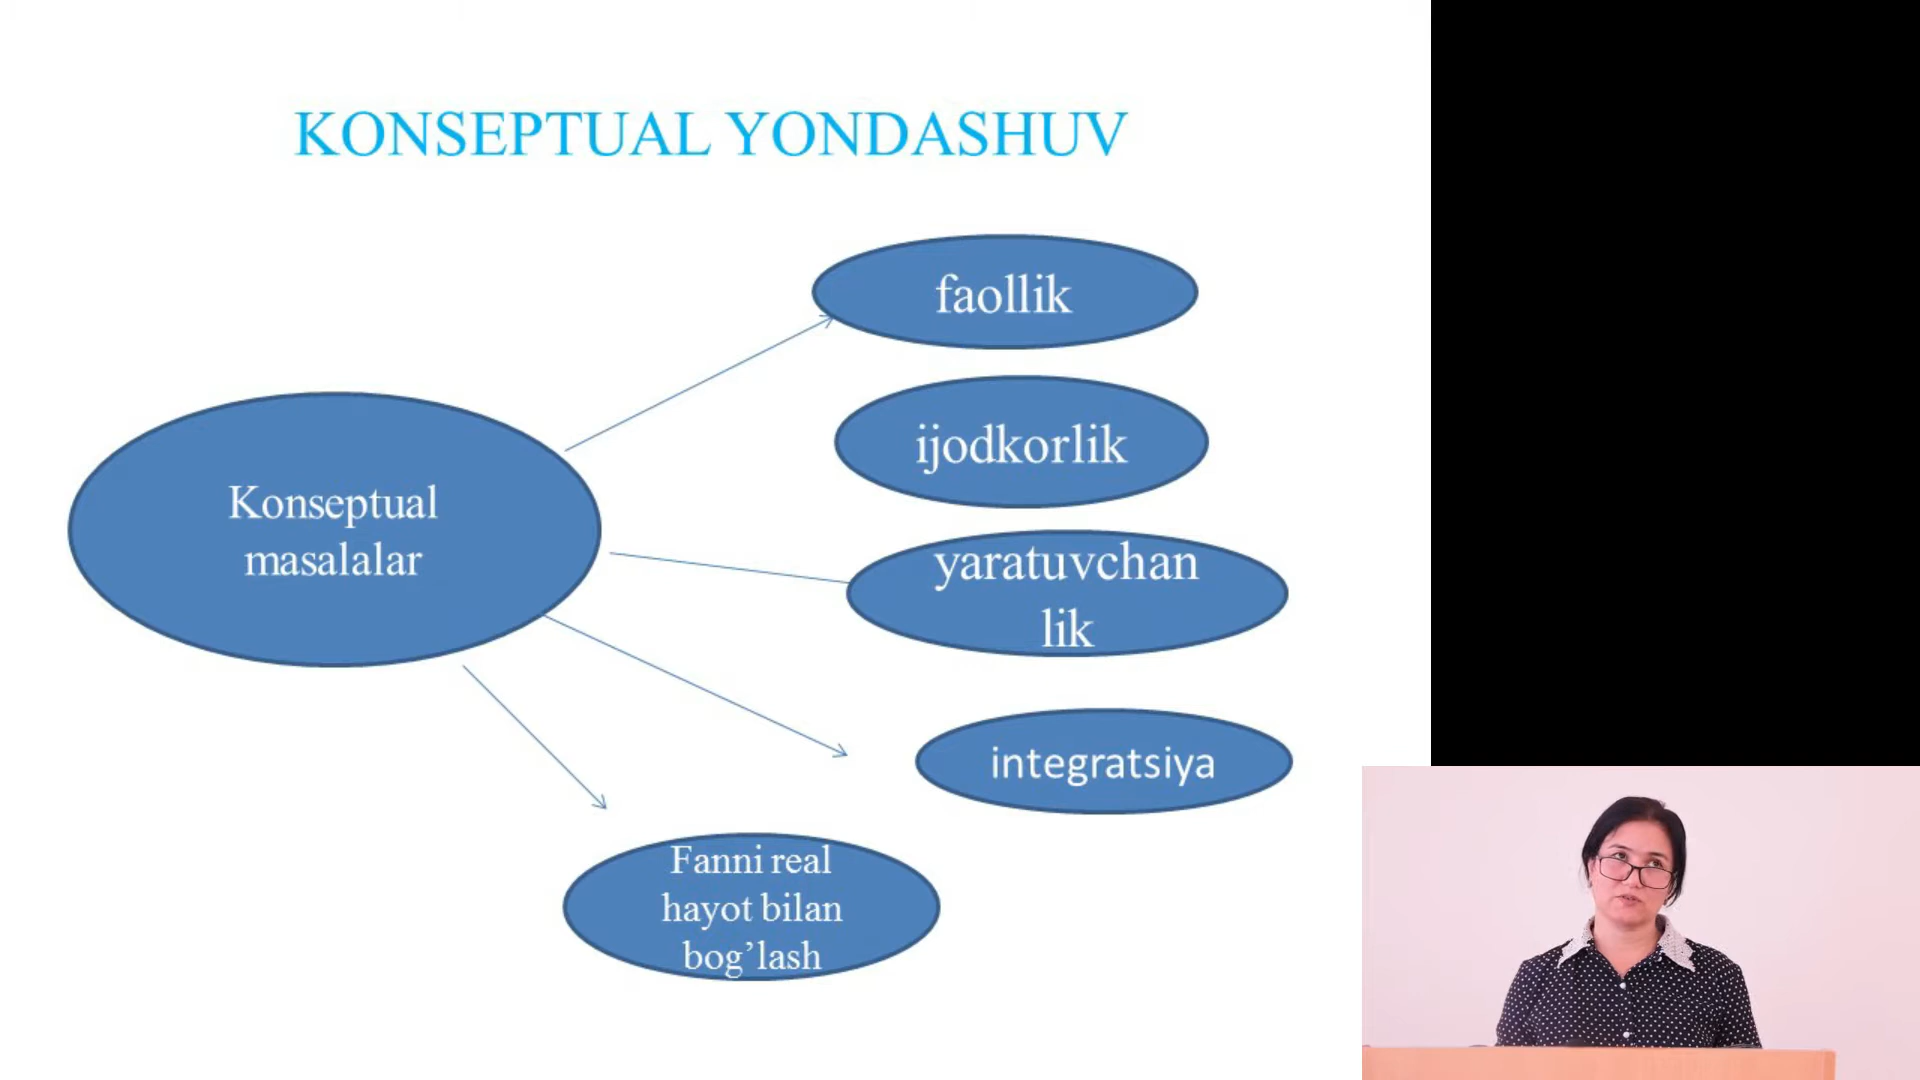 KONSEPTUAL YONDASHUV
faollik
ijodkorlik
Konseptual
masalalar
yaratuvchan
lik
integratsiya
Fanni real
hayot bilan
bog’lash